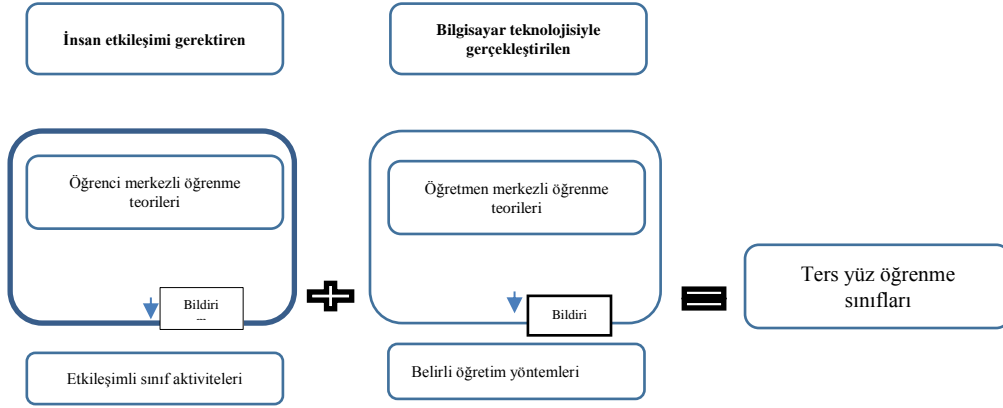 İnsan etkileşimi gerektiren
Bilgisayar teknolojisiyle
gerçekleştirilen
Öğrenci merkezli öğrenme
teorileri
Öğretmen merkezli öğrenme
teorileri
Ters yüz öğrenme
sınıfları
Bildiri
---
Bildiri
Etkileşimli sınıf aktiviteleri
Belirli öğretim yöntemleri